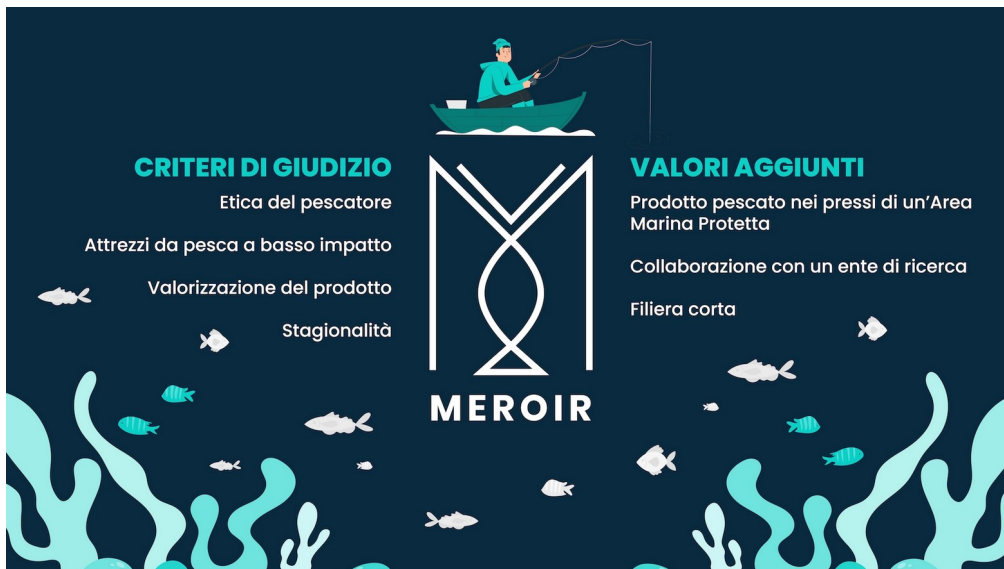 CRITERI DI GIUDIZIO
Etica del pescatore
Attrezzi da pesca a basso impatto
Valorizzazione del prodotto
Stagionalità
MEROIR
VALORI AGGIUNTI
Prodotto pescato nei pressi di un’Area
Marina Protetta
Collaborazione con un ente di ricerca
Filiera corta